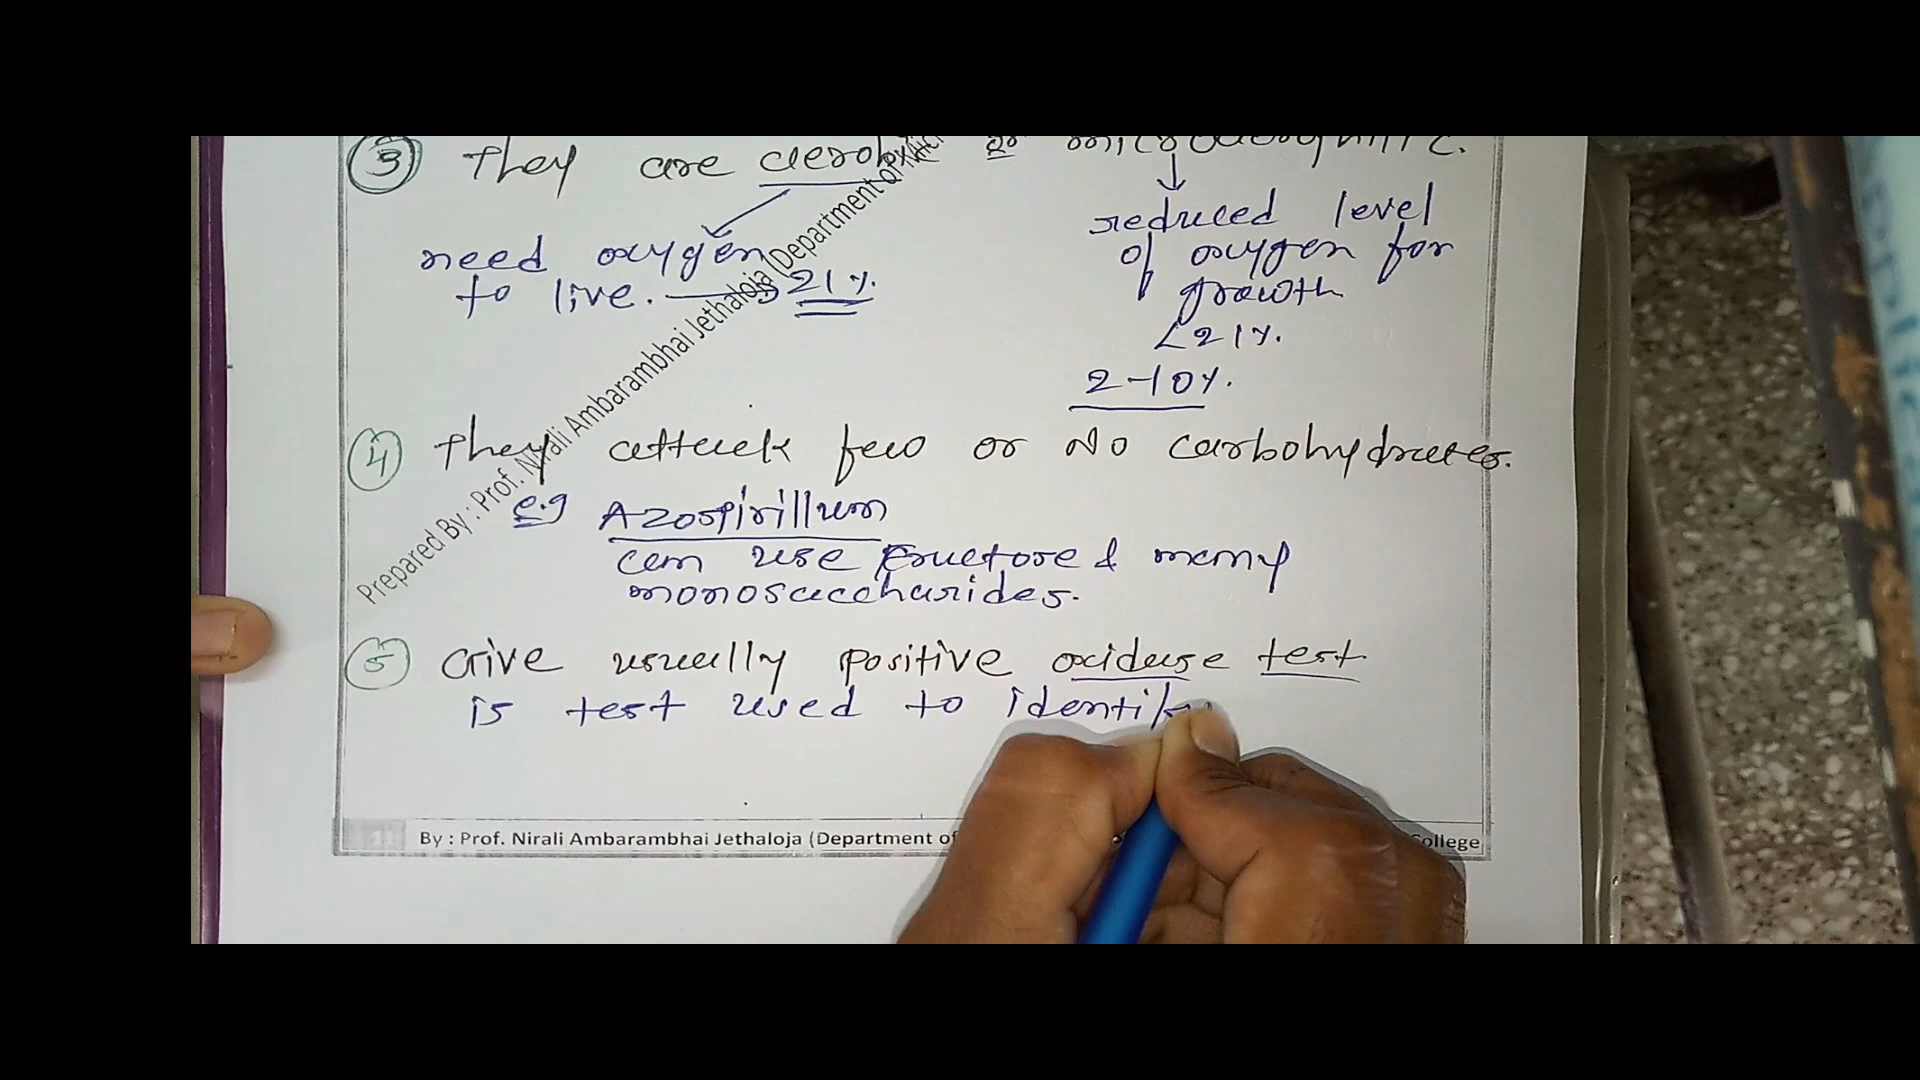 ③ They are aerobic or microaerophilic.
need oxygen
to live. → 21%.
reduced level
of oxygen for
growth
<21%.
2-10%.
④ They attack few or No carbohydrates.
e.g Azospirillum
can use fructose & many
monosaccharides.
⑤ Give usually positive oxidase test
is test used to identify
Prepared By : Prof. Nirali Ambarambhai Jethaloja (Department of
By : Prof. Nirali Ambarambhai Jethaloja (Department of
College